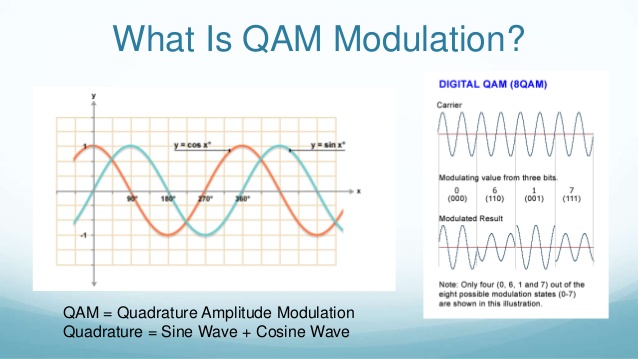 What Is QAM Modulation?
y
1
y = cos x°
y = sin x°
x
90°
180°
270°
360°
-1
QAM = Quadrature Amplitude Modulation
Quadrature = Sine Wave + Cosine Wave
DIGITAL QAM (8QAM)
Carrier
Modulating value from three bits.
0 6 1 7
(000) (110) (001) (111)
Modulated Result
Note: Only four (0, 6, 1 and 7) out of the
eight possible modulation states (0-7)
are shown in this illustration.